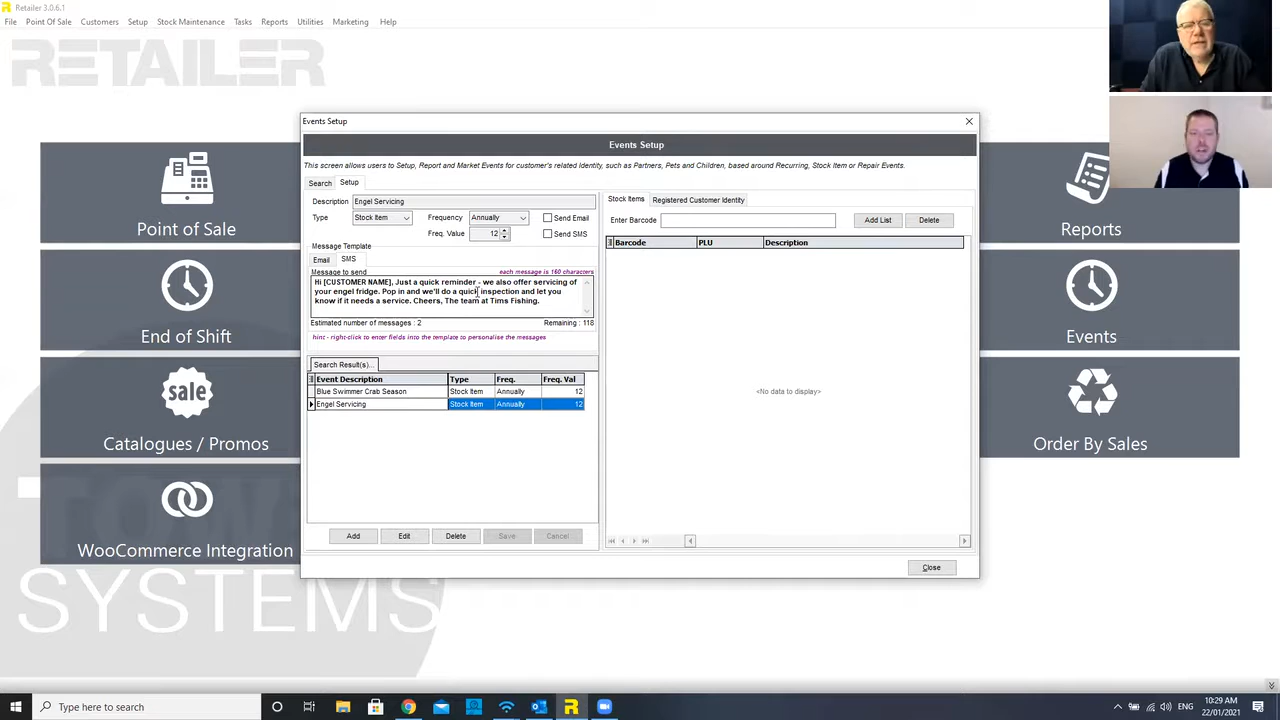 Retailer 3.0.6.1
File Point Of Sale Customers Setup Stock Maintenance Tasks Reports Utilities Marketing Help
RETAILER
Point of Sale
End of Shift
sale
Catalogues / Promos
WooCommerce Integration
Reports
Events
Order By Sales
SYSTEMS
Events Setup
Events Setup
This screen allows users to Setup, Report and Market Events for customer's related Identity, such as Partners, Pets and Children, based around Recurring, Stock Item or Repair Events.
Search Setup
Description Engel Servicing
Type Stock Item Frequency Annually Send Email
Freq. Value 12 Send SMS
Message Template
Email SMS
Message to send each message is 160 characters
Hi [CUSTOMER NAME], Just a quick reminder - we also offer servicing of
your engel fridge. Pop in and we'll do a quick inspection and let you
know if it needs a service. Cheers, The team at Tims Fishing.
Estimated number of messages : 2 Remaining : 118
hint - right-click to enter fields into the template to personalise the messages
Search Result(s)...
Event Description Type Freq. Freq. Val
Blue Swimmer Crab Season Stock Item Annually 12
Engel Servicing Stock Item Annually 12
Add Edit Delete Save Cancel
Stock Items Registered Customer Identity
Enter Barcode Add List Delete
Barcode PLU Description
<No data to display>
Close
Type here to search
ENG
10:29 AM
22/01/2021